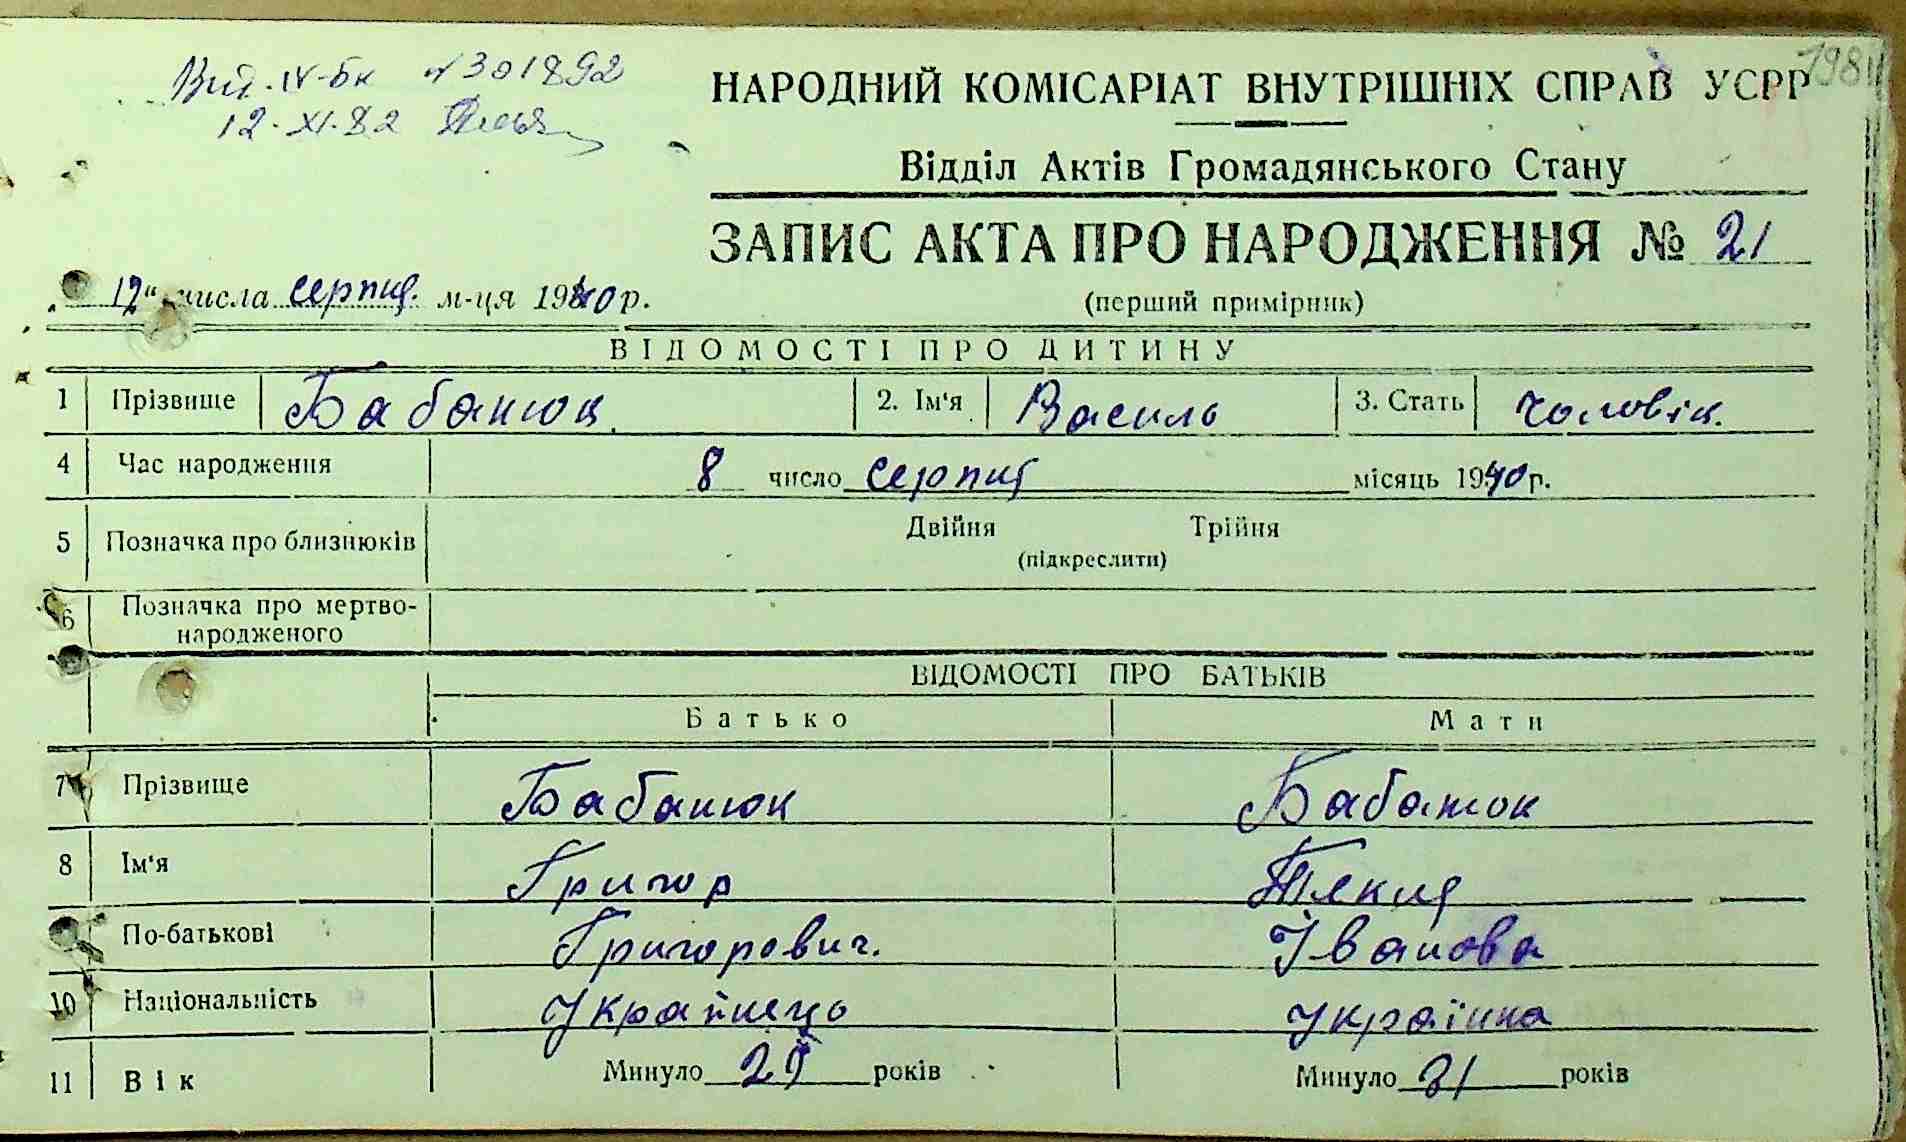 Вид. IV-БК №301892 198
12.XI.82
НАРОДНИЙ КОМІСАРІАТ ВНУТРІШНІХ СПРАВ УСРР
Відділ Актів Громадянського Стану
ЗАПИС АКТА ПРО НАРОДЖЕННЯ № 21
„12“ числа серпня м-ця 1940 р. (перший примірник)
ВІДОМОСТІ ПРО ДИТИНУ
1 Прізвище Бабанюк 2. Ім'я Василь 3. Стать чоловік.
4 Час народження 8 число серпня місяць 1940 р.
5 Позначка про близнюків Двійня Трійня
(підкреслити)
6 Позначка про мертво-
народженого
ВІДОМОСТІ ПРО БАТЬКІВ
Батько Мати
7 Прізвище Бабанюк Бабанюк
8 Ім'я Григор Текля
По-батькові Григорович. Іванова
10 Національність Українець Українка
11 Вік Минуло 29 років Минуло 21 років